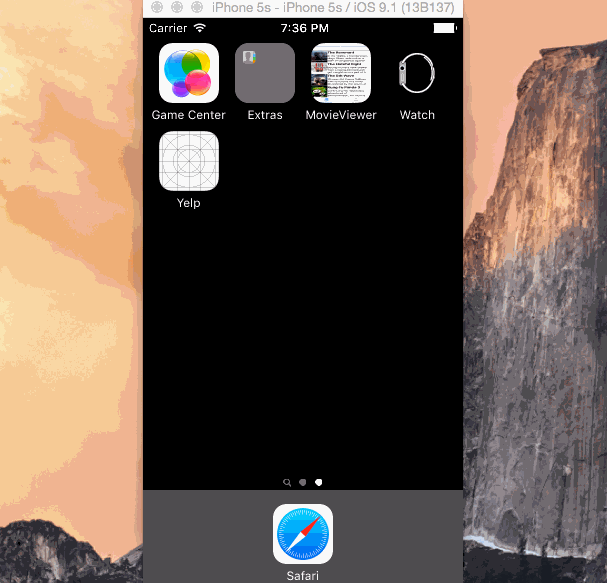 iPhone 5s - iPhone 5s / iOS 9.1 (13B137)
Carrier 7:36 PM
Game Center Extras MovieViewer Watch
Yelp
Safari